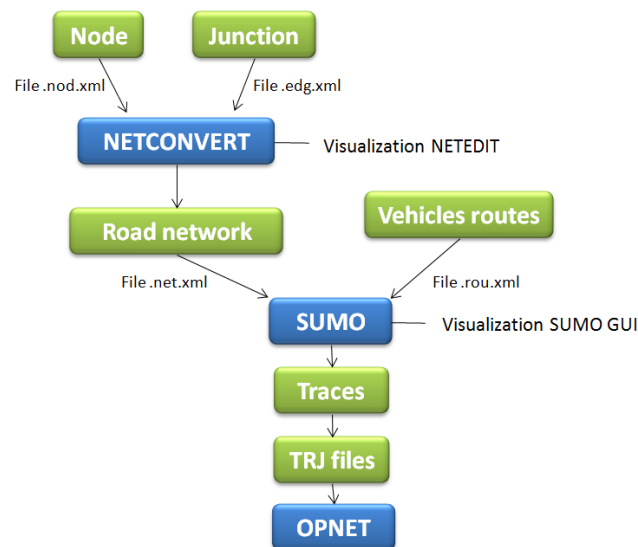 Node
Junction
File .nod.xml
File .edg.xml
NETCONVERT
Visualization NETEDIT
Road network
Vehicles routes
File .net.xml
File .rou.xml
SUMO
Visualization SUMO GUI
Traces
TRJ files
OPNET